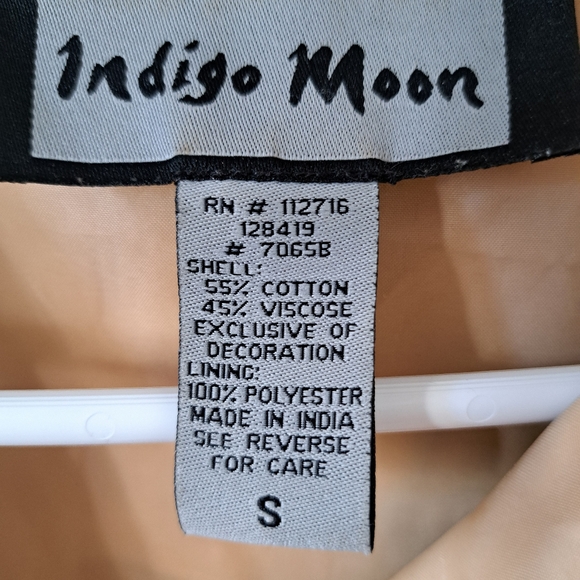 Indigo Moon
RN # 112716
128419
# 7065B
SHELL:
55% COTTON
45% VISCOSE
EXCLUSIVE OF
DECORATION
LINING:
100% POLYESTER
MADE IN INDIA
SEE REVERSE
FOR CARE
S